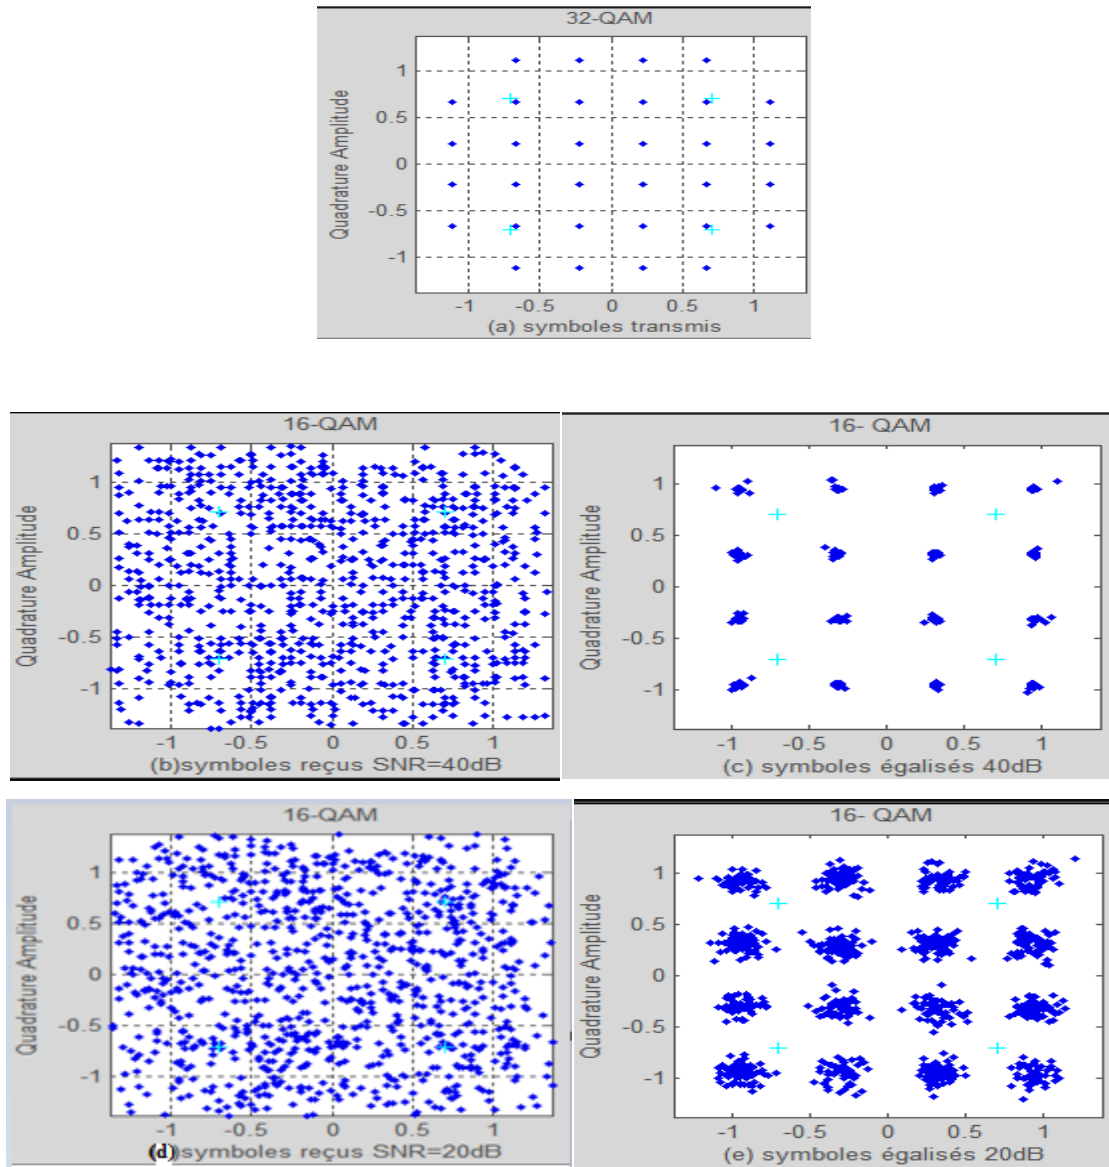 32-QAM
Quadrature Amplitude
1
0.5
0
-0.5
-1
-1 -0.5 0 0.5 1
(a) symboles transmis
16-QAM
Quadrature Amplitude
1
0.5
0
-0.5
-1
-1 -0.5 0 0.5 1
(b)symboles reçus SNR=40dB
16- QAM
Quadrature Amplitude
1
0.5
0
-0.5
-1
-1 -0.5 0 0.5 1
(c) symboles égalisés 40dB
16-QAM
Quadrature Amplitude
1
0.5
0
-0.5
-1
-1 -0.5 0 0.5 1
(d)symboles reçus SNR=20dB
16- QAM
Quadrature Amplitude
1
0.5
0
-0.5
-1
-1 -0.5 0 0.5 1
(e) symboles égalisés 20dB